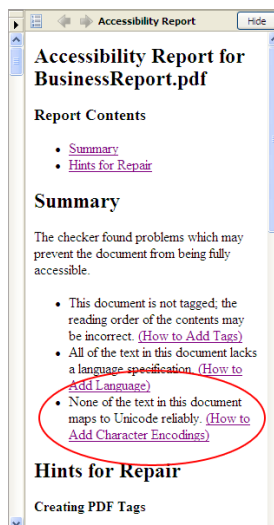 Accessibility Report
Hide
Accessibility Report for
BusinessReport.pdf
Report Contents
• Summary
• Hints for Repair
Summary
The checker found problems which may
prevent the document from being fully
accessible.
• This document is not tagged; the
reading order of the contents may
be incorrect. (How to Add Tags)
• All of the text in this document lacks
a language specification. (How to
Add Language)
• None of the text in this document
maps to Unicode reliably. (How to
Add Character Encodings)
Hints for Repair
Creating PDF Tags